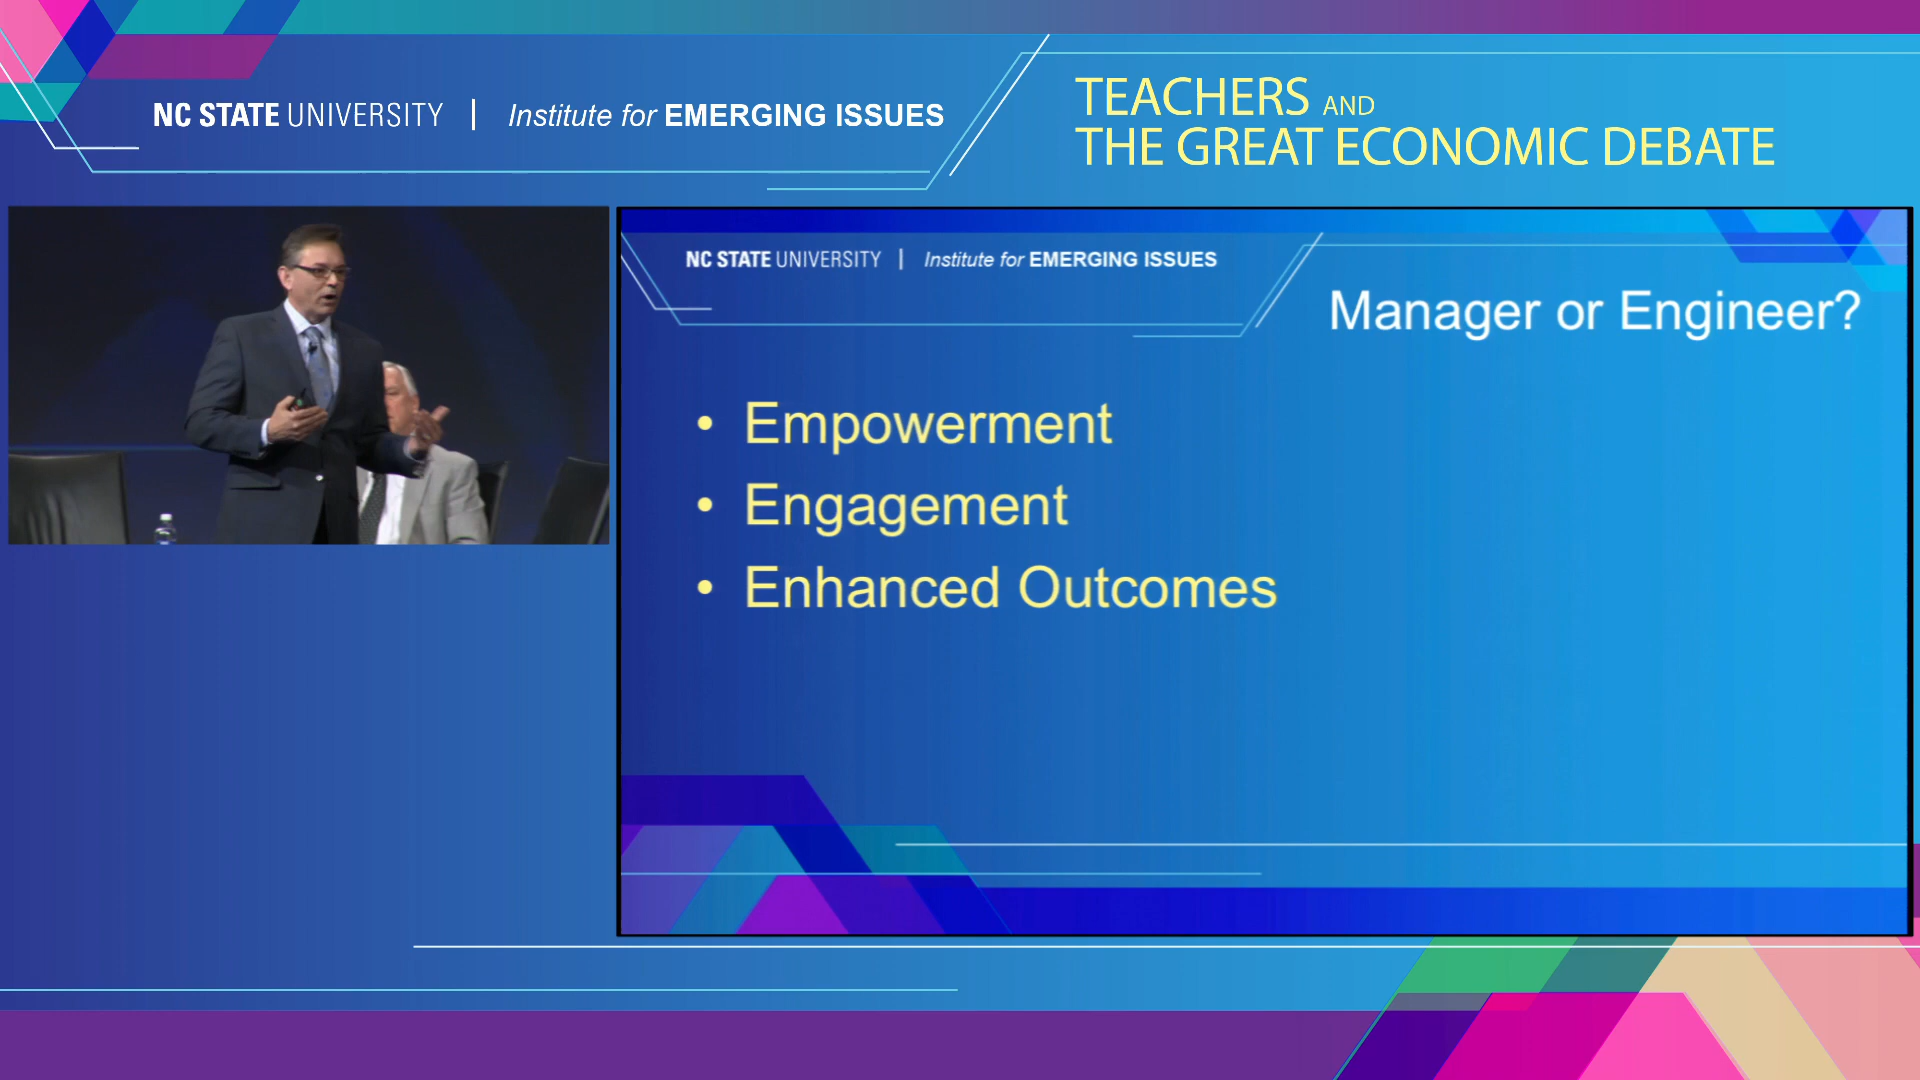 NC STATE UNIVERSITY | Institute for EMERGING ISSUES
TEACHERS AND
THE GREAT ECONOMIC DEBATE
NC STATE UNIVERSITY | Institute for EMERGING ISSUES
Manager or Engineer?
• Empowerment
• Engagement
• Enhanced Outcomes